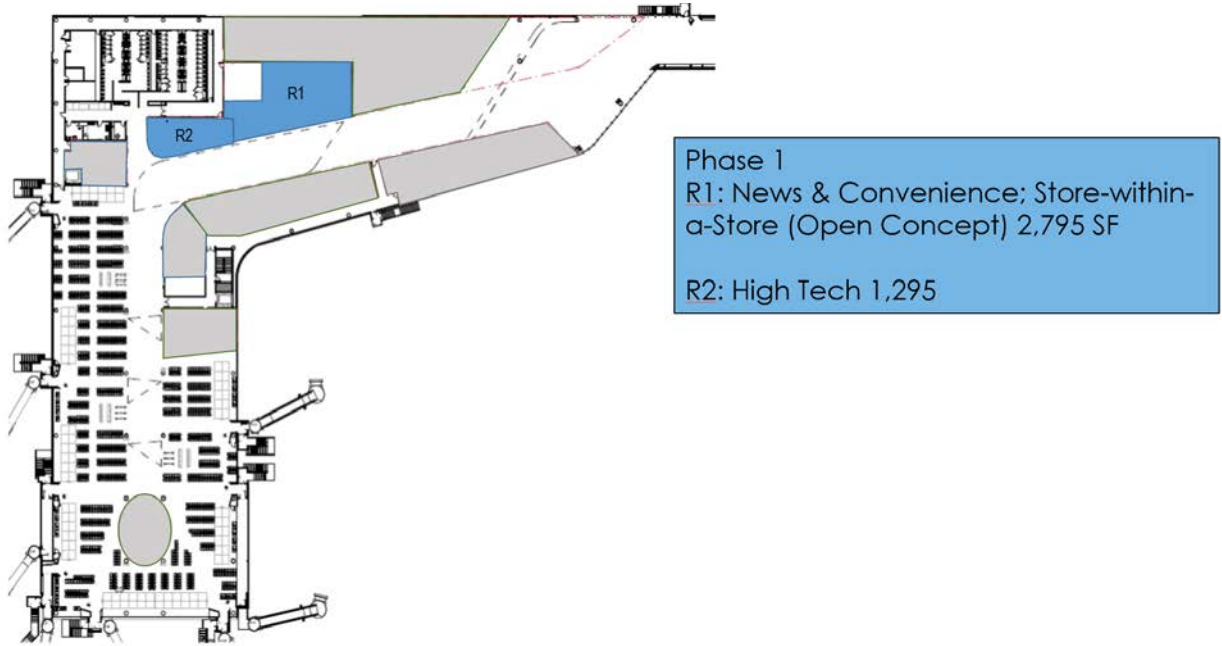 R1
R2
Phase 1
R1: News & Convenience; Store-within-
a-Store (Open Concept) 2,795 SF
R2: High Tech 1,295